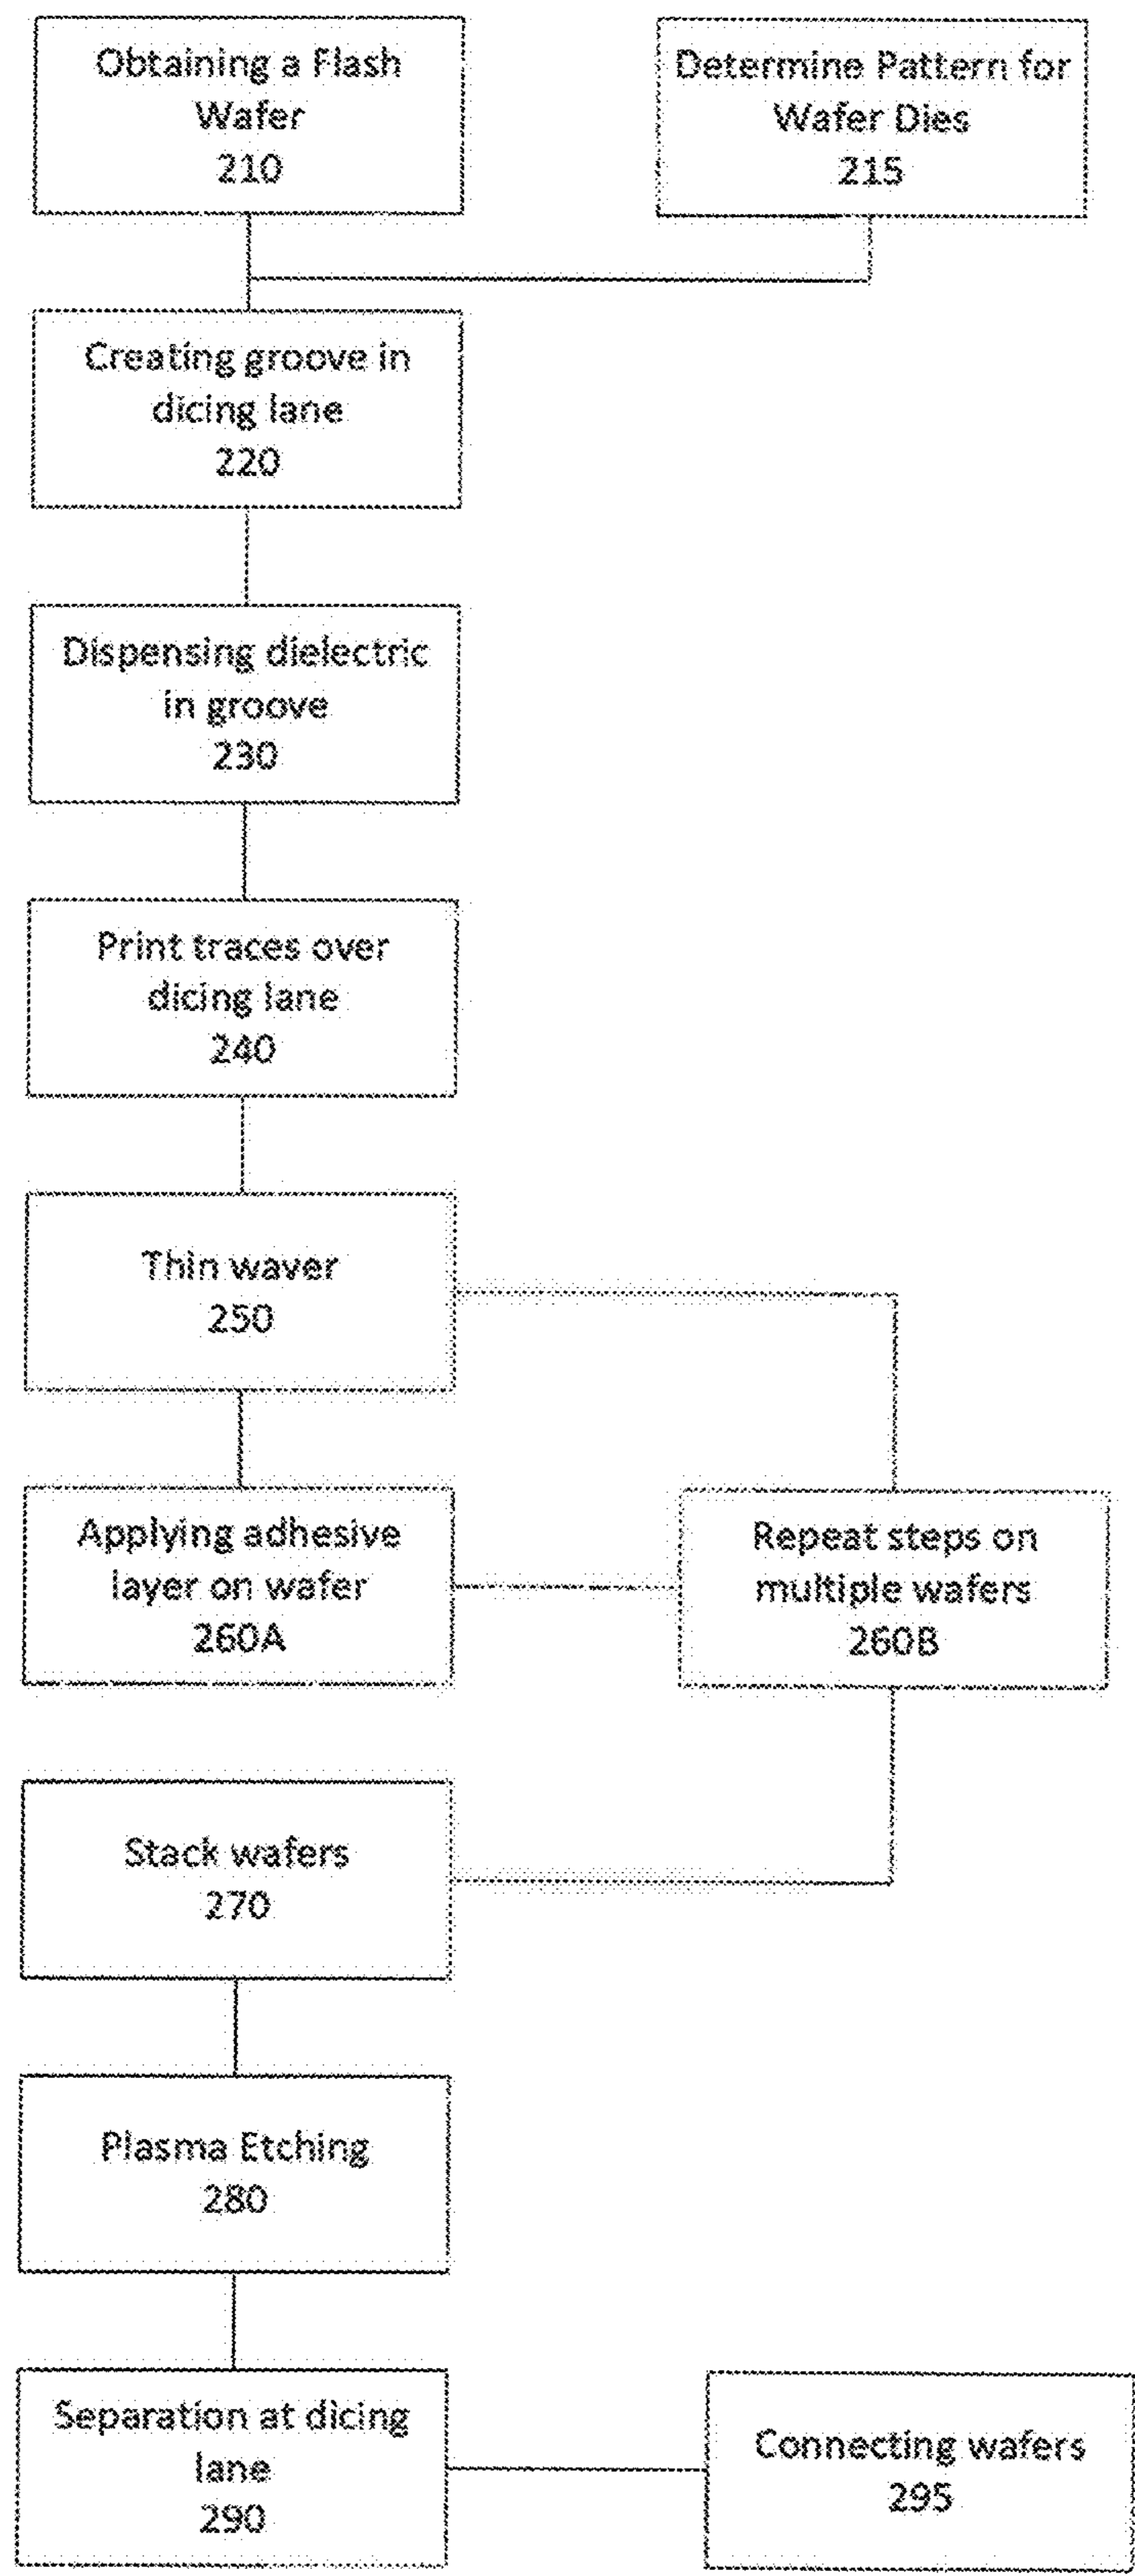 Obtaining a Flash
Wafer
210
Determine Pattern for
Wafer Dies
215
Creating groove in
dicing lane
220
Dispensing dielectric
in groove
230
Print traces over
dicing lane
240
Thin waver
250
Applying adhesive
layer on wafer
260A
Repeat steps on
multiple wafers
260B
Stack wafers
270
Plasma Etching
280
Separation at dicing
lane
290
Connecting wafers
295